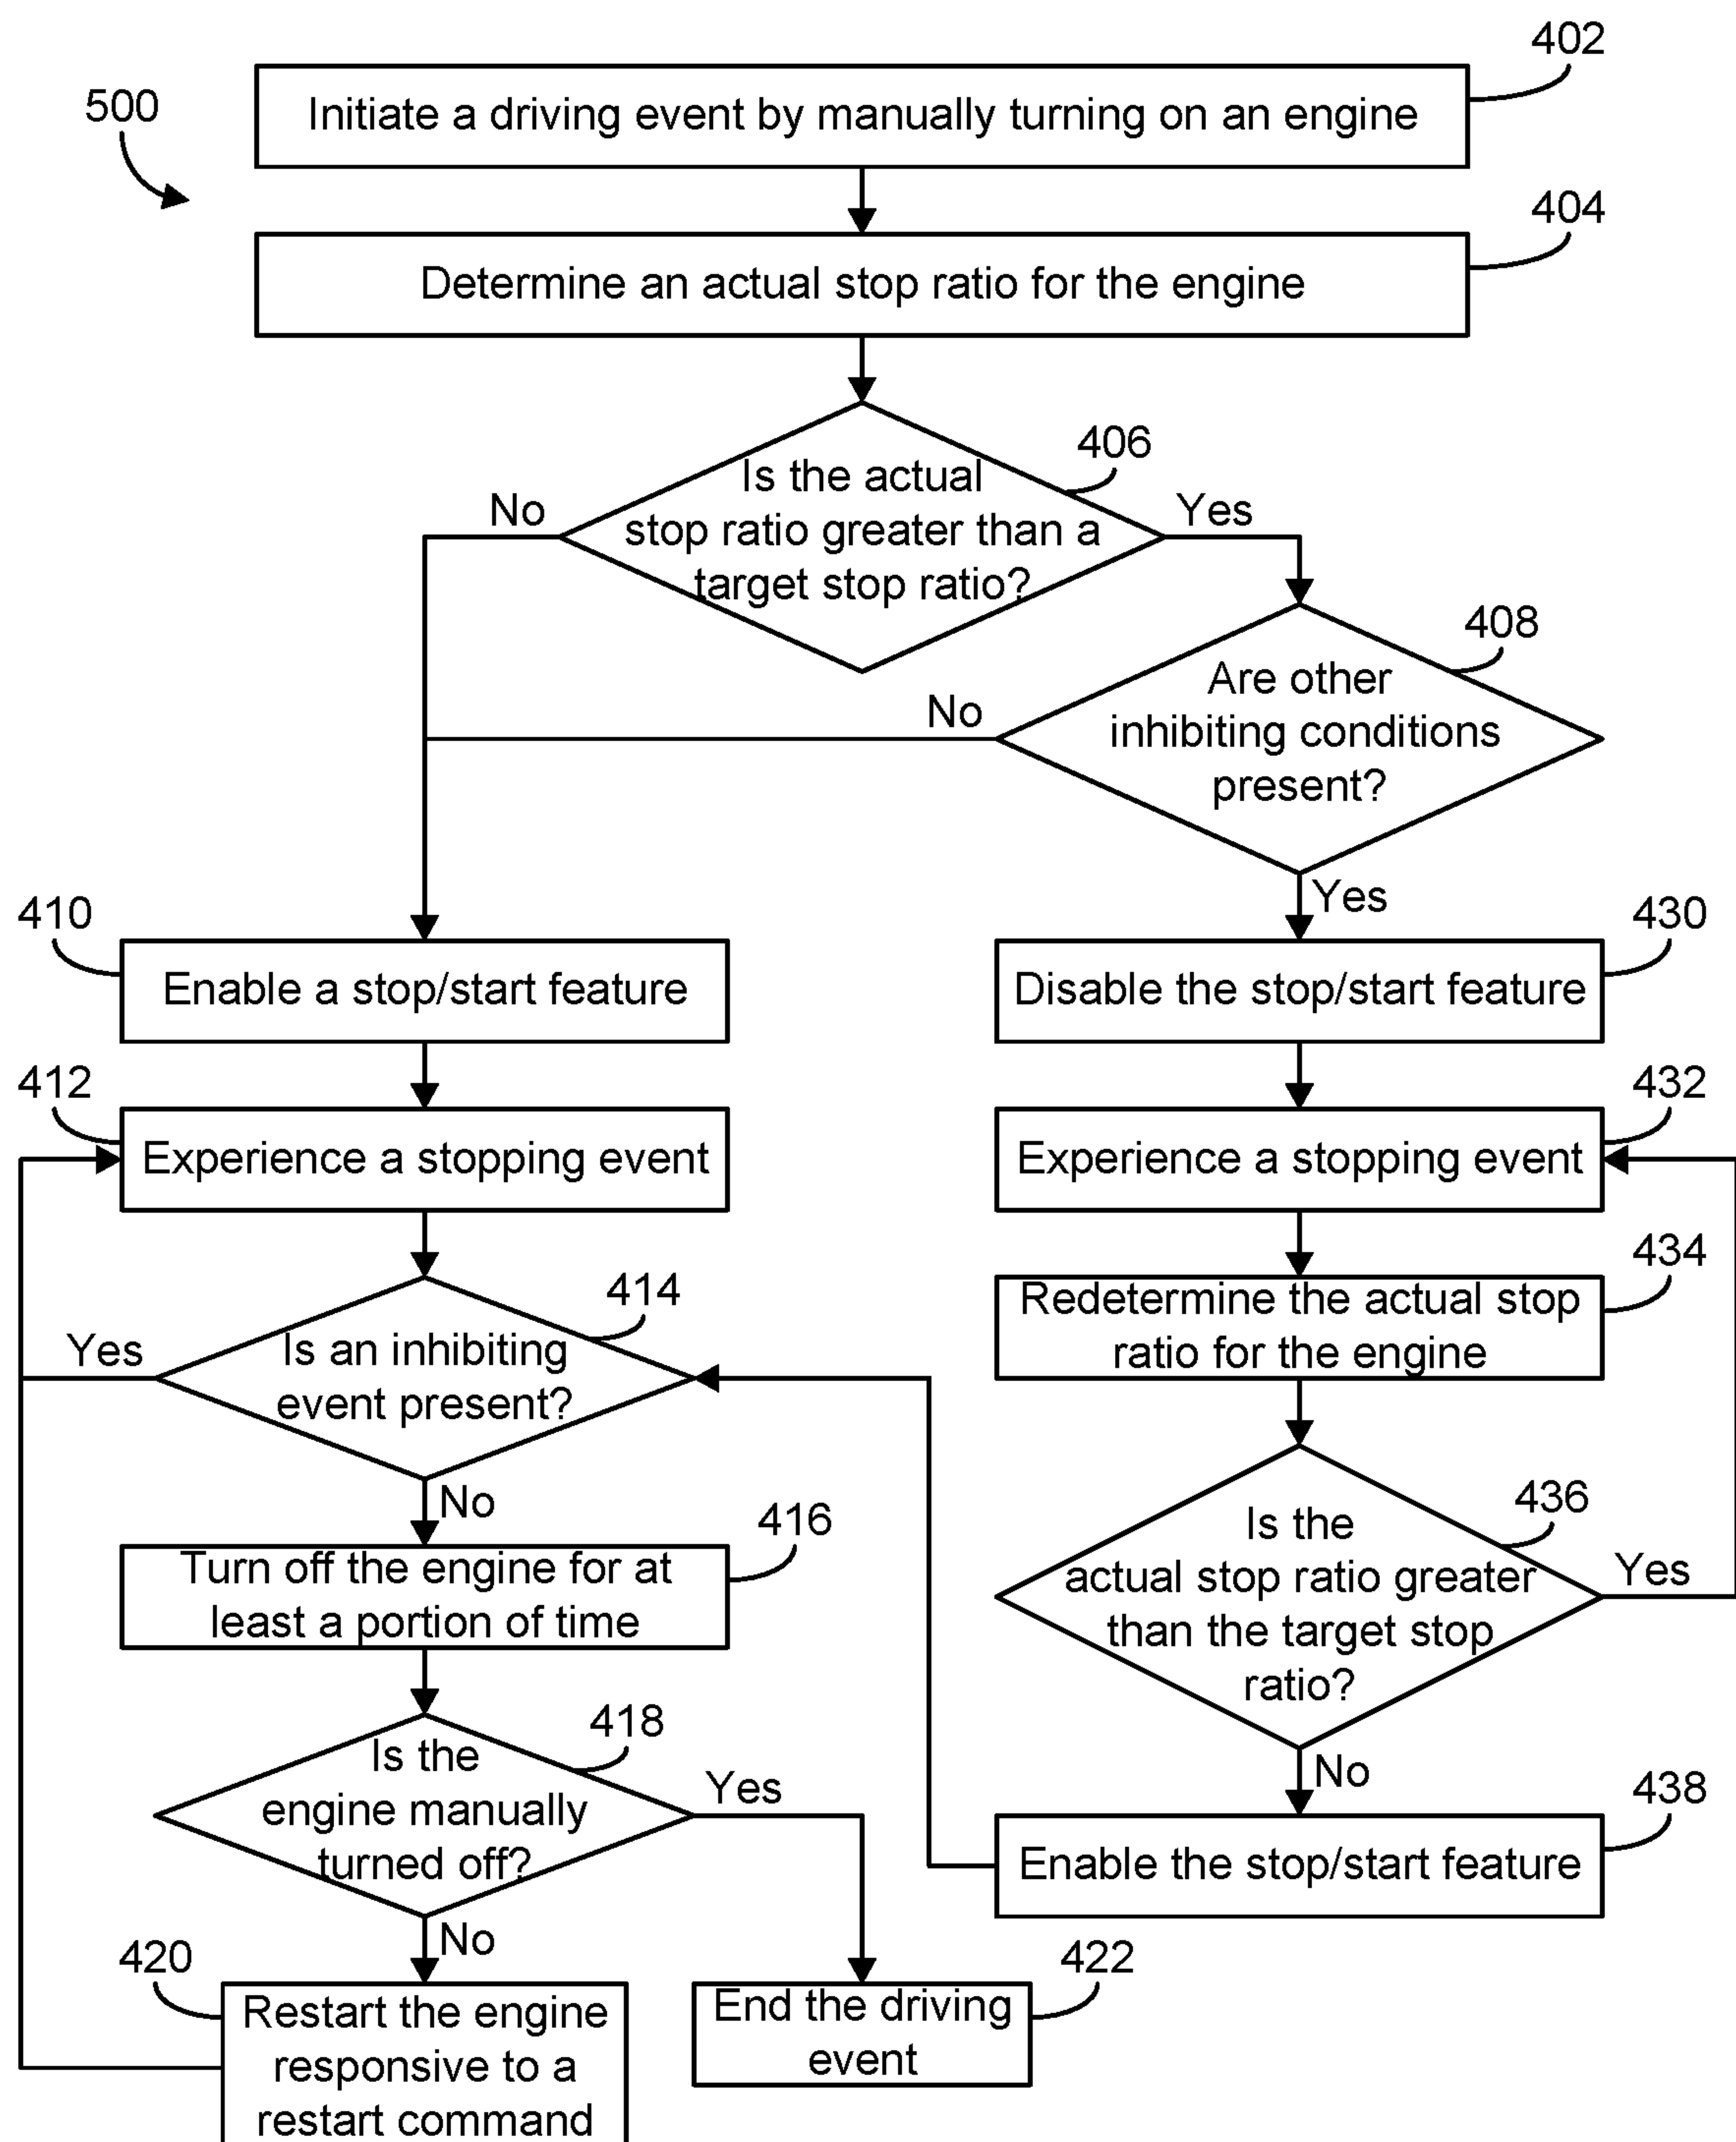 402
500
Initiate a driving event by manually turning on an engine
404
Determine an actual stop ratio for the engine
406
Is the actual
stop ratio greater than a
target stop ratio?
No
Yes
408
Are other
inhibiting conditions
present?
No
Yes
410
Enable a stop/start feature
430
Disable the stop/start feature
412
Experience a stopping event
432
Experience a stopping event
434
Redetermine the actual stop
ratio for the engine
414
Is an inhibiting
event present?
Yes
No
436
Is the
actual stop ratio greater
than the target stop
ratio?
Yes
No
416
Turn off the engine for at
least a portion of time
418
Is the
engine manually
turned off?
Yes
No
438
Enable the stop/start feature
420
Restart the engine
responsive to a
restart command
422
End the driving
event